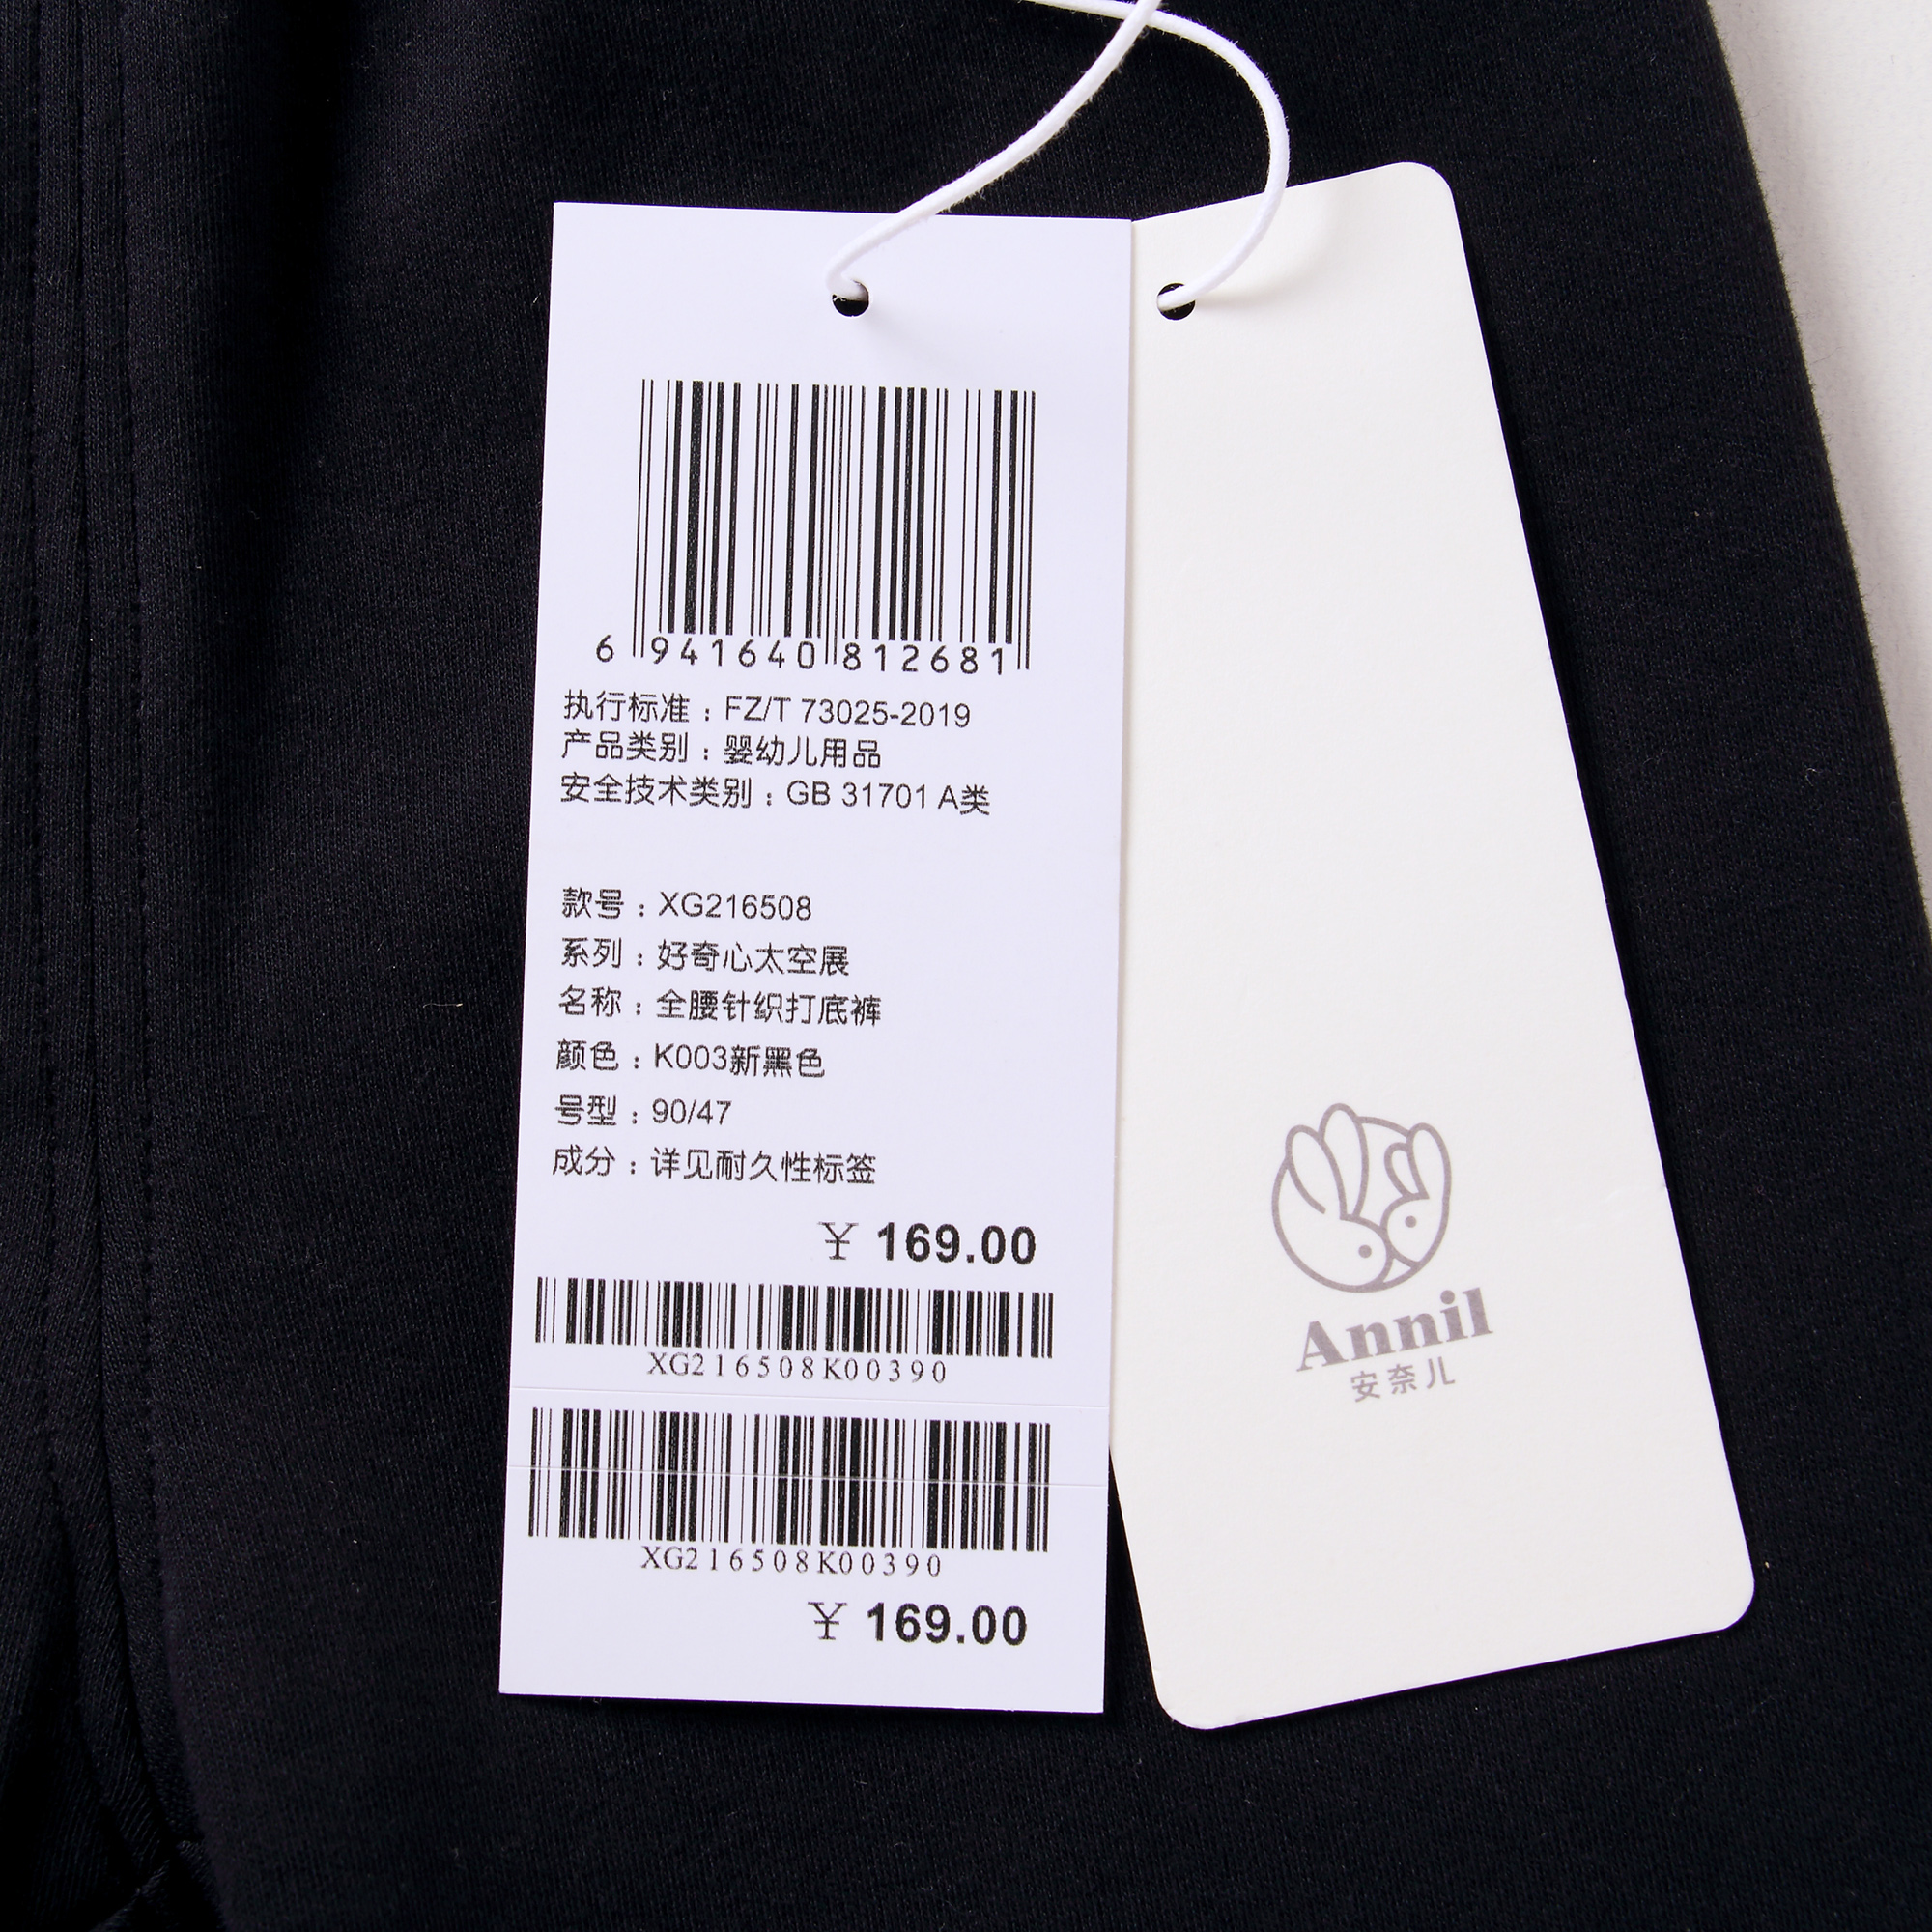 6 941640 812681
执行标准：FZ/T 73025-2019
产品类别：婴幼儿用品
安全技术类别：GB 31701 A类
款号：XG216508
系列：好奇心太空展
名称：全腰针织打底裤
颜色：K003新黑色
号型：90/47
成分：详见耐久性标签
¥ 169.00
XG216508K00390
XG216508K00390
¥ 169.00
Annil
安奈儿